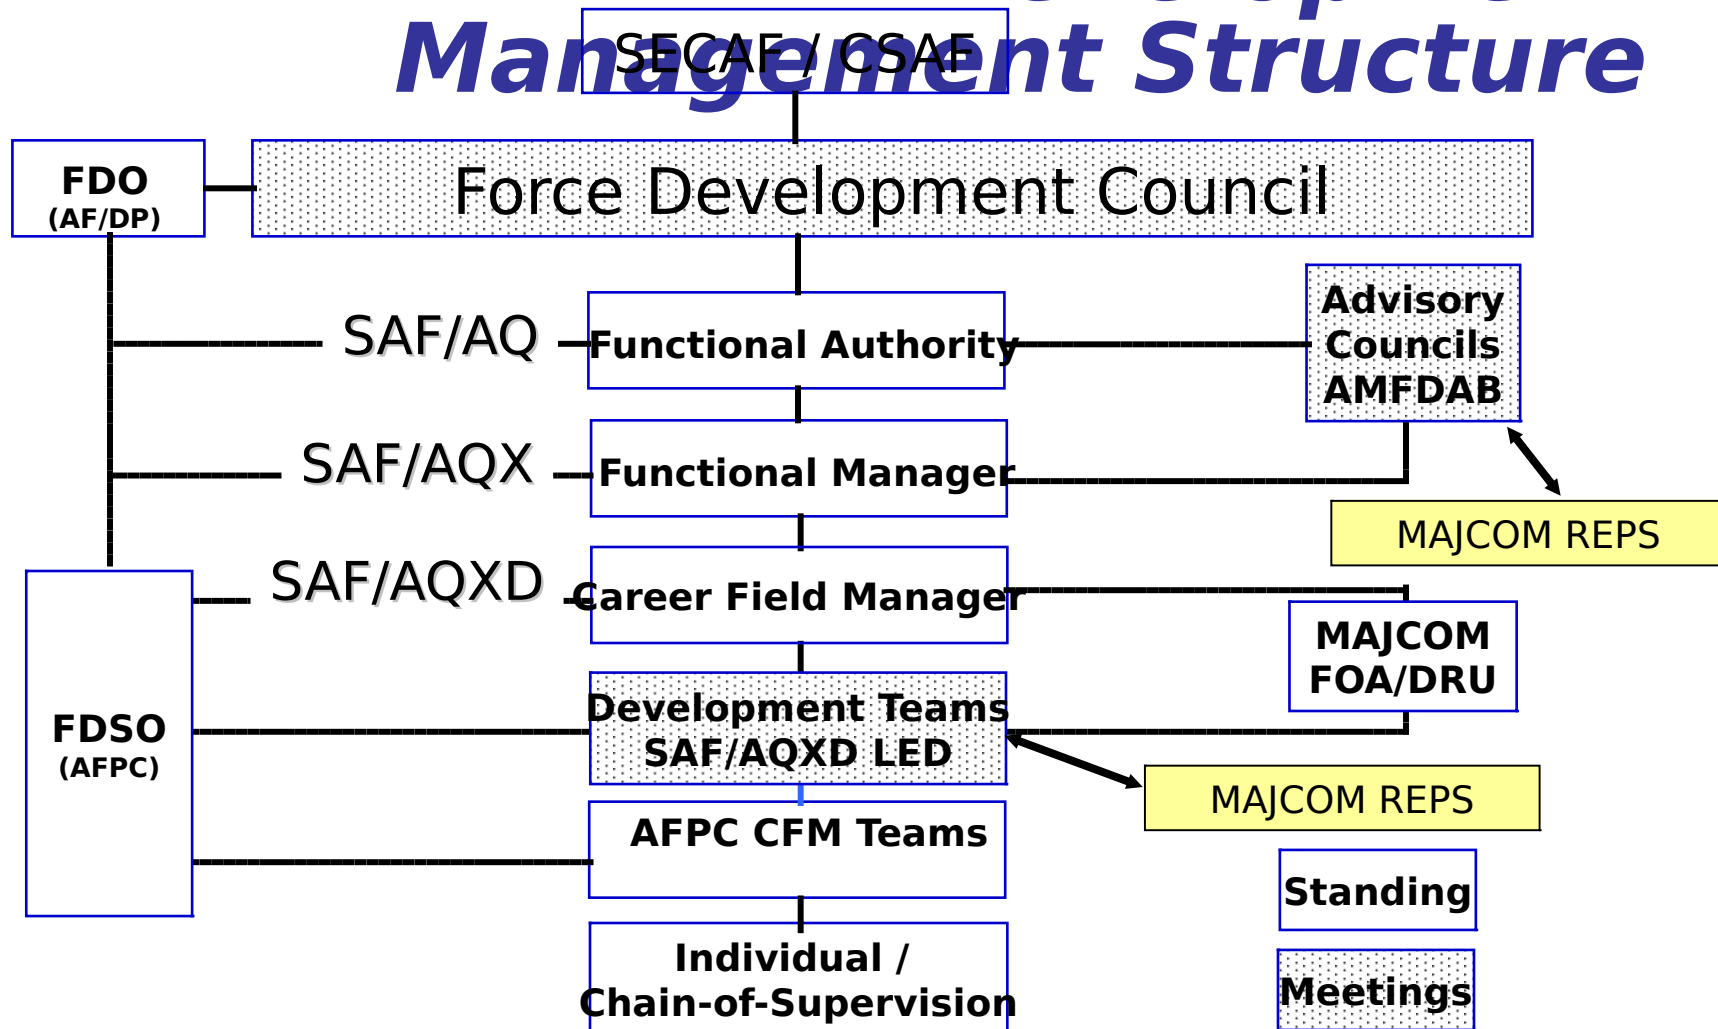 Management Structure
SECAF / CSAF
FDO
(AF/DP)
Force Development Council
SAF/AQ
Functional Authority
Advisory
Councils
AMFDAB
SAF/AQX
Functional Manager
MAJCOM REPS
SAF/AQXD
Career Field Manager
MAJCOM
FOA/DRU
FDSO
(AFPC)
Development Teams
SAF/AQXD LED
MAJCOM REPS
AFPC CFM Teams
Standing
Individual /
Chain-of-Supervision
Meetings